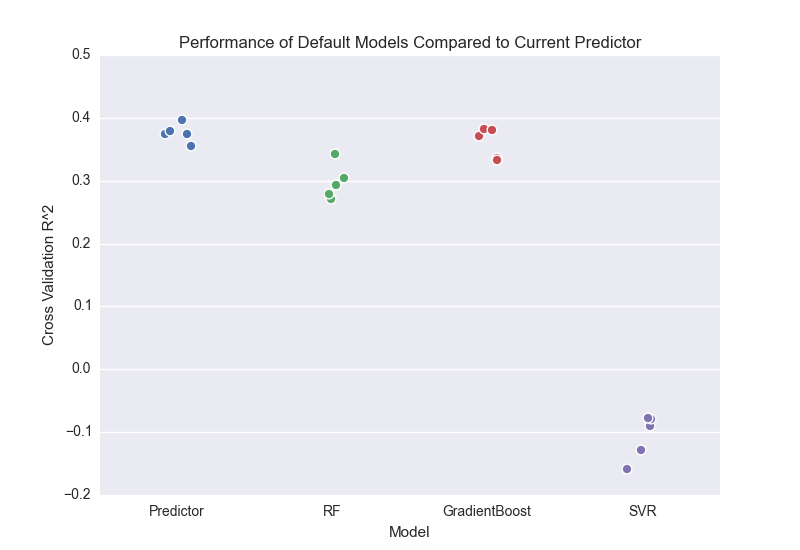 Performance of Default Models Compared to Current Predictor
0.5
0.4
0.3
0.2
0.1
0.0
−0.1
−0.2
Cross Validation R^2
Predictor RF GradientBoost SVR
Model